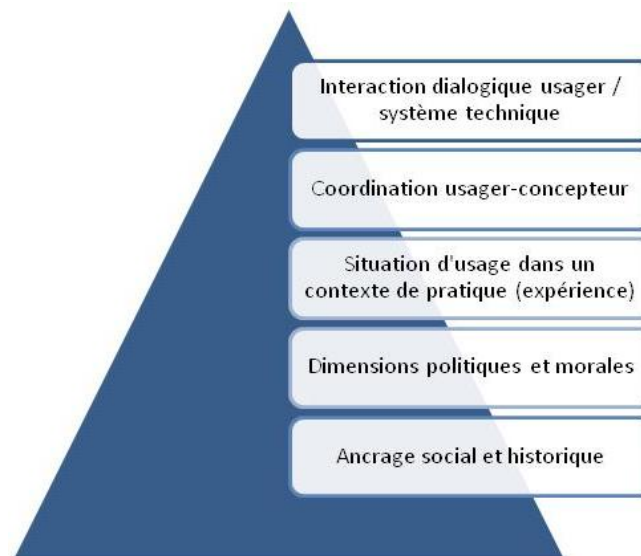 Interaction dialogique usager /
système technique
Coordination usager-concepteur
Situation d'usage dans un
contexte de pratique (expérience)
Dimensions politiques et morales
Ancrage social et historique